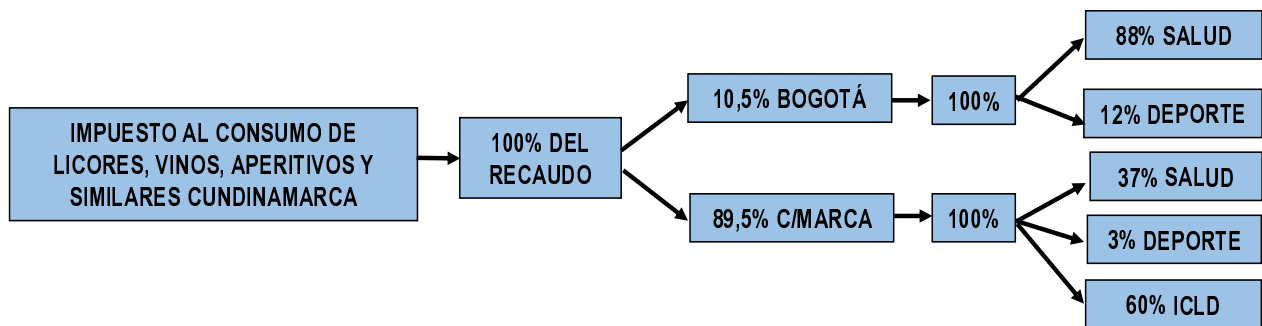 IMPUESTO AL CONSUMO DE
LICORES, VINOS, APERITIVOS Y
SIMILARES CUNDINAMARCA
100% DEL
RECAUDO
10,5% BOGOTÁ
100%
88% SALUD
12% DEPORTE
89,5% C/MARCA
100%
37% SALUD
3% DEPORTE
60% ICLD